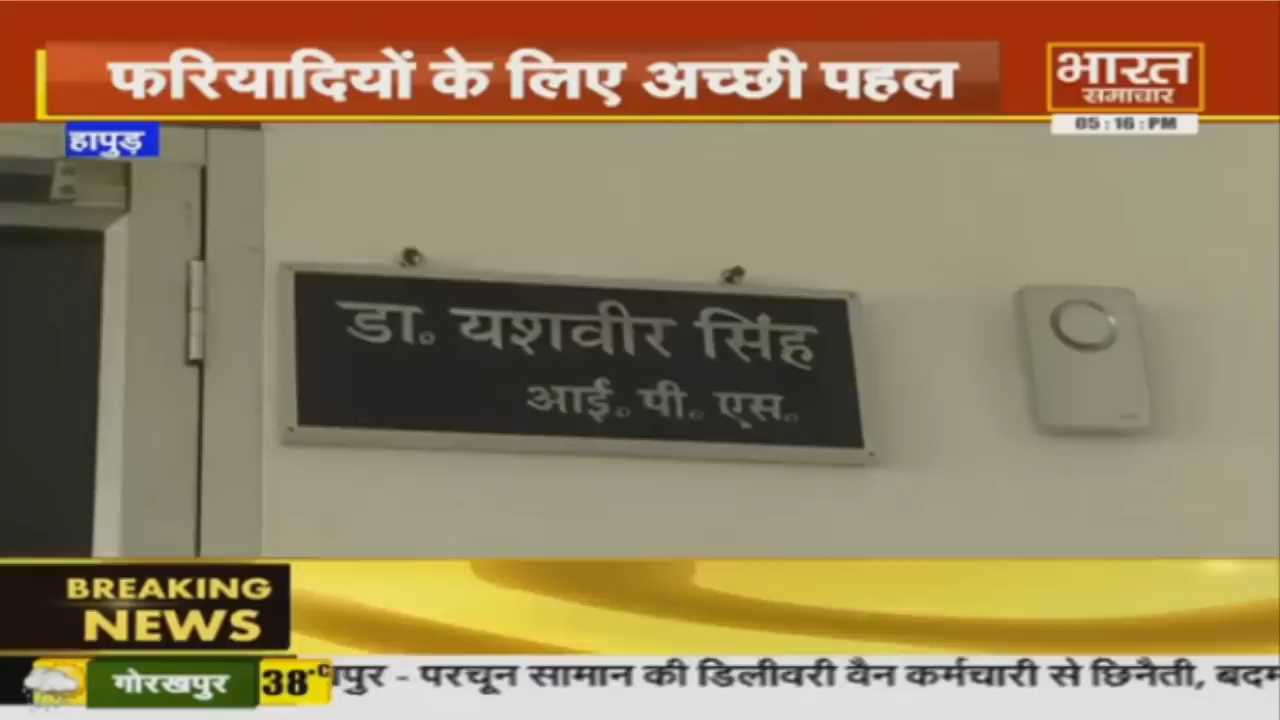 फरियादियों के लिए अच्छी पहल
भारत
समाचार
05:16:PM
हापुड़
डा. यशवीर सिंह
आई. पी. एस.
BREAKING
NEWS
गोरखपुर
38°C
पुर - परचून सामान की डिलीवरी वैन कर्मचारी से छिनैती,